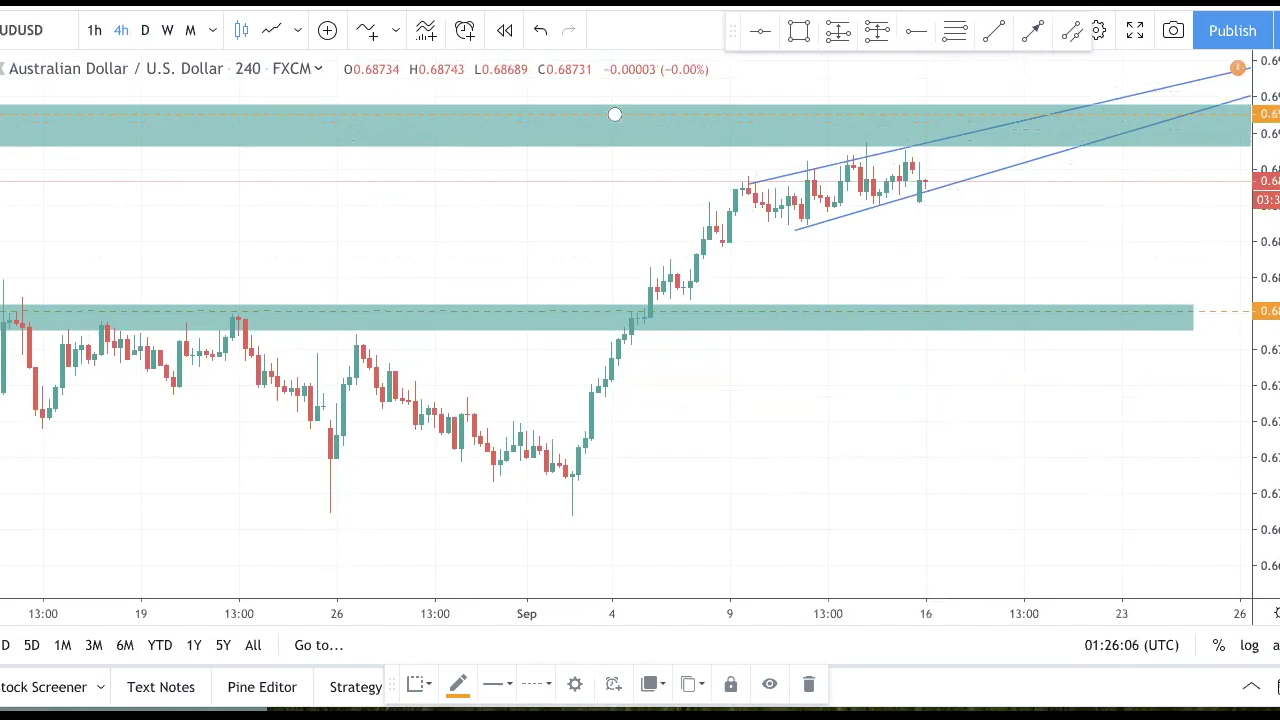 UDUSD 1h 4h D W M Publish
Australian Dollar / U.S. Dollar · 240 · FXCM O0.68734 H0.68743 L0.68689 C0.68731 −0.00003 (−0.00%)
13:00 19 13:00 26 13:00 Sep 4 9 13:00 16 13:00 23 26
D 5D 1M 3M 6M YTD 1Y 5Y All Go to... 01:26:06 (UTC) % log a
tock Screener Text Notes Pine Editor Strategy